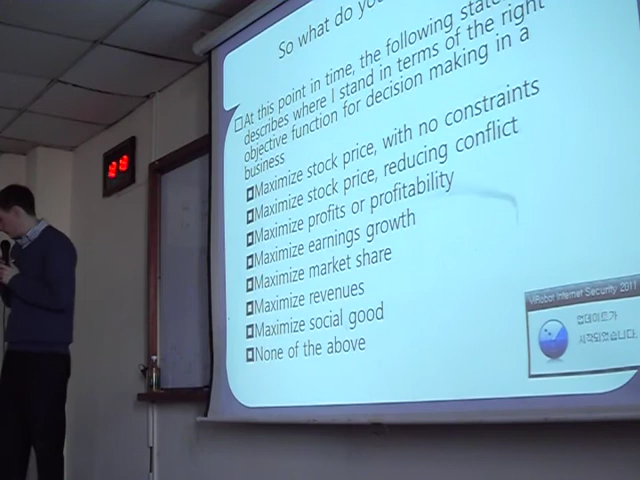 So what do you
At this point in time, the following state
describes where I stand in terms of the right
objective function for decision making in a
business
Maximize stock price, with no constraints
Maximize stock price, reducing conflict
Maximize profits or profitability
Maximize earnings growth
Maximize market share
Maximize revenues
Maximize social good
None of the above
ViRobot Internet Security 2011
업데이트가
시작되었습니다.